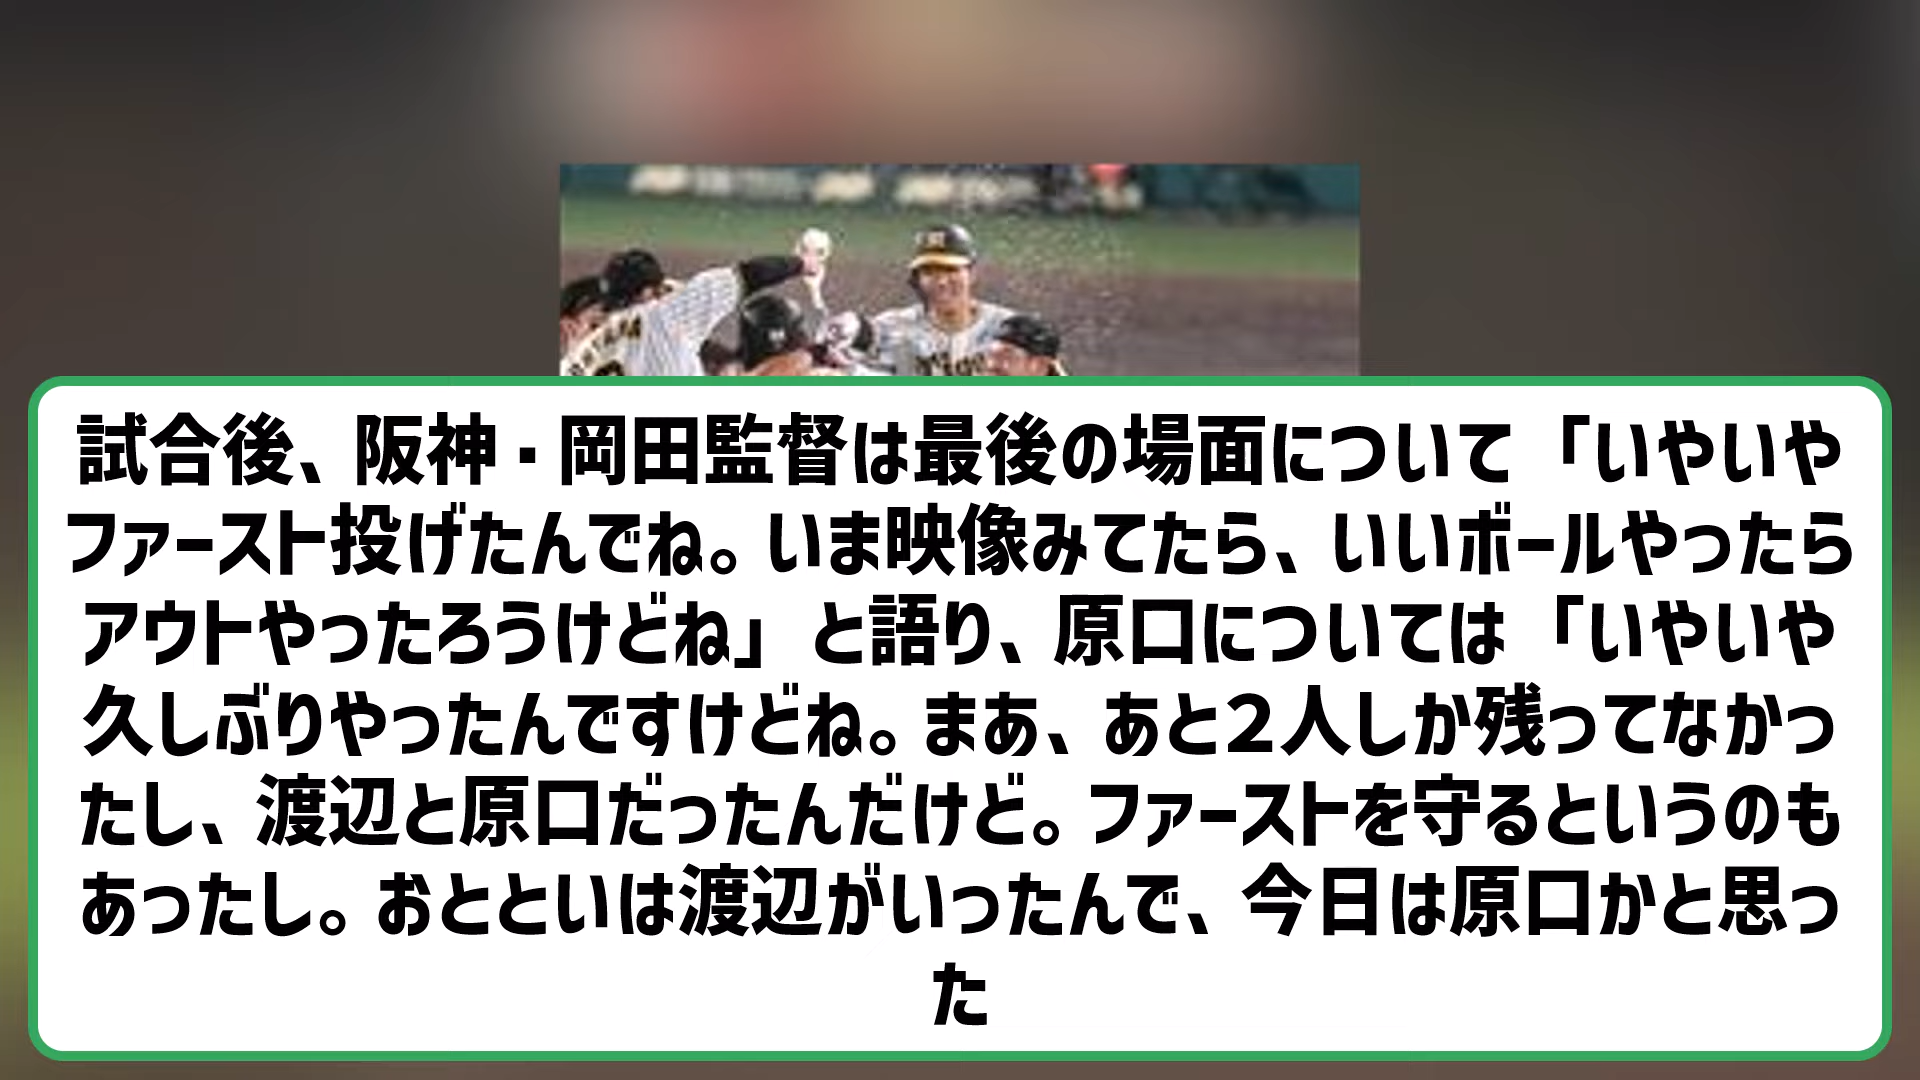 試合後、阪神・岡田監督は最後の場面について「いやいや
ファースト投げたんでね。いま映像みてたら、いいボールやったら
アウトやったろうけどね」と語り、原口については「いやいや
久しぶりやったんですけどね。まあ、あと2人しか残ってなかっ
たし、渡辺と原口だったんだけど。ファーストを守るというのも
あったし。おとといは渡辺がいったんで、今日は原口かと思っ
た